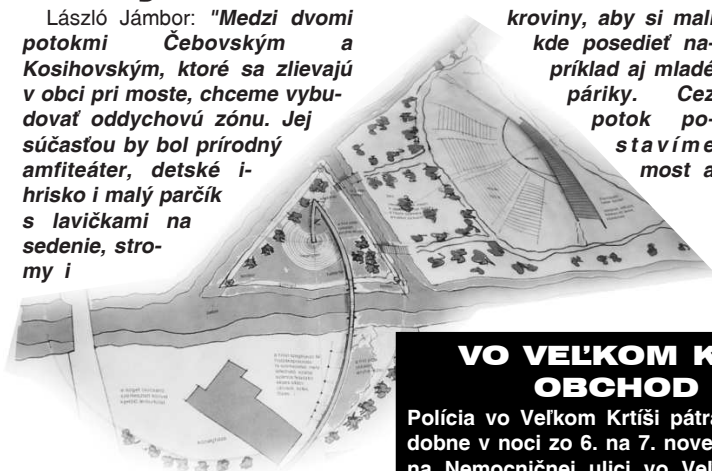 László Jámbor: "Medzi dvomi
potokmi Čebovským a
Kosihovským, ktoré sa zlievajú
v obci pri moste, chceme vybu-
dovať oddychovú zónu. Jej
súčasťou by bol prírodný
amfiteáter, detské i-
hrisko i malý parčík
s lavičkami na
sedenie, stro-
my i
kroviny, aby si mali
kde posedieť na-
príklad aj mladé
páriky. Cez
potok po-
stavíme
most a
VO VEĽKOM K
OBCHOD
Polícia vo Veľkom Krtíši pátra
dobne v noci zo 6. na 7. nove
na Nemocničnej ulici vo Vel